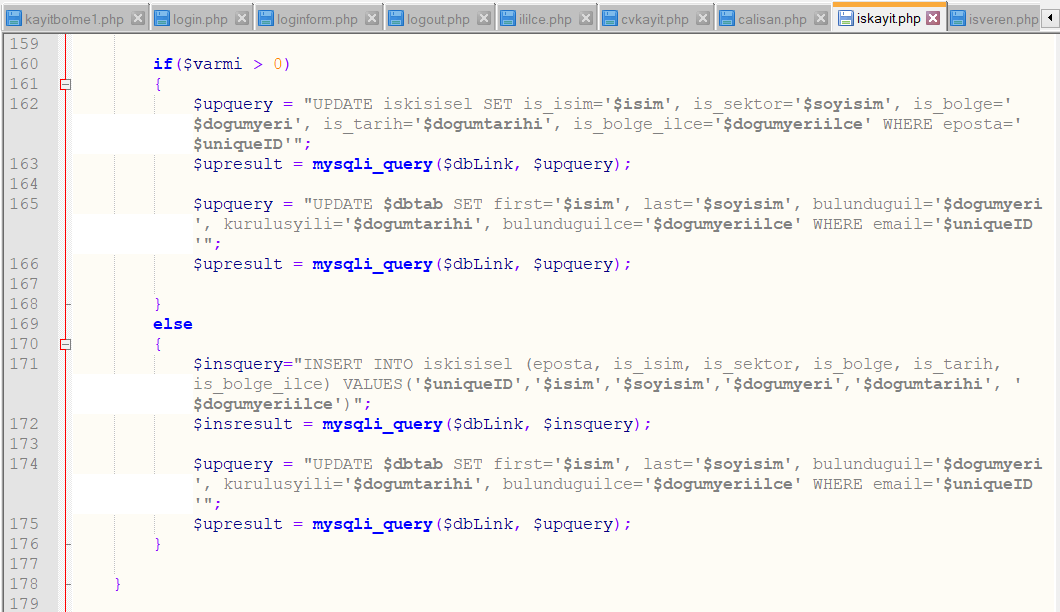 kayitbolme1.php login.php loginform.php logout.php ililce.php cvkayit.php calisan.php iskayit.php isveren.php
159
160 if($varmi > 0)
161 {
162 $upquery = "UPDATE iskisisel SET is_isim='$isim', is_sektor='$soyisim', is_bolge='
$dogumyeri', is_tarih='$dogumtarihi', is_bolge_ilce='$dogumyeriilce' WHERE eposta='
$uniqueID'";
163 $upresult = mysqli_query($dbLink, $upquery);
164
165 $upquery = "UPDATE $dbtab SET first='$isim', last='$soyisim', bulunduguil='$dogumyeri
', kurulusyili='$dogumtarihi', bulunduguilce='$dogumyeriilce' WHERE email='$uniqueID
'";
166 $upresult = mysqli_query($dbLink, $upquery);
167
168 }
169 else
170 {
171 $insquery="INSERT INTO iskisisel (eposta, is_isim, is_sektor, is_bolge, is_tarih,
is_bolge_ilce) VALUES('$uniqueID','$isim','$soyisim','$dogumyeri','$dogumtarihi', '
$dogumyeriilce')";
172 $insresult = mysqli_query($dbLink, $insquery);
173
174 $upquery = "UPDATE $dbtab SET first='$isim', last='$soyisim', bulunduguil='$dogumyeri
', kurulusyili='$dogumtarihi', bulunduguilce='$dogumyeriilce' WHERE email='$uniqueID
'";
175 $upresult = mysqli_query($dbLink, $upquery);
176 }
177
178 }
179